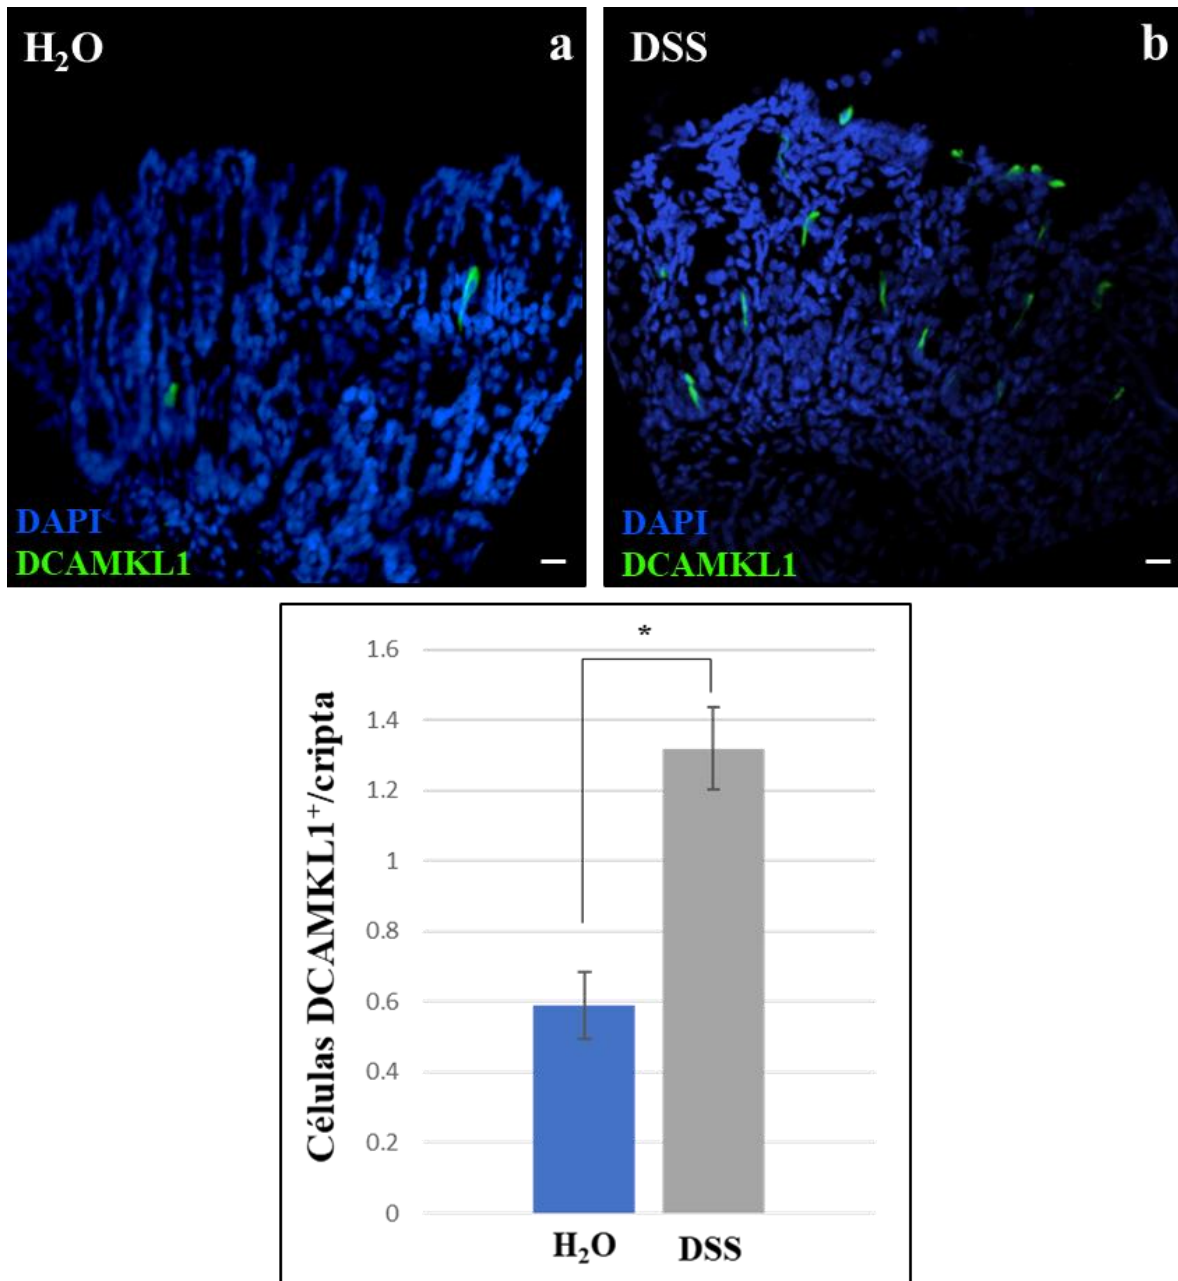 H₂O
a
DAPI
DCAMKL1
DSS
b
DAPI
DCAMKL1
Células DCAMKL1⁺/cripta
*
1.6
1.4
1.2
1
0.8
0.6
0.4
0.2
0
H₂O
DSS